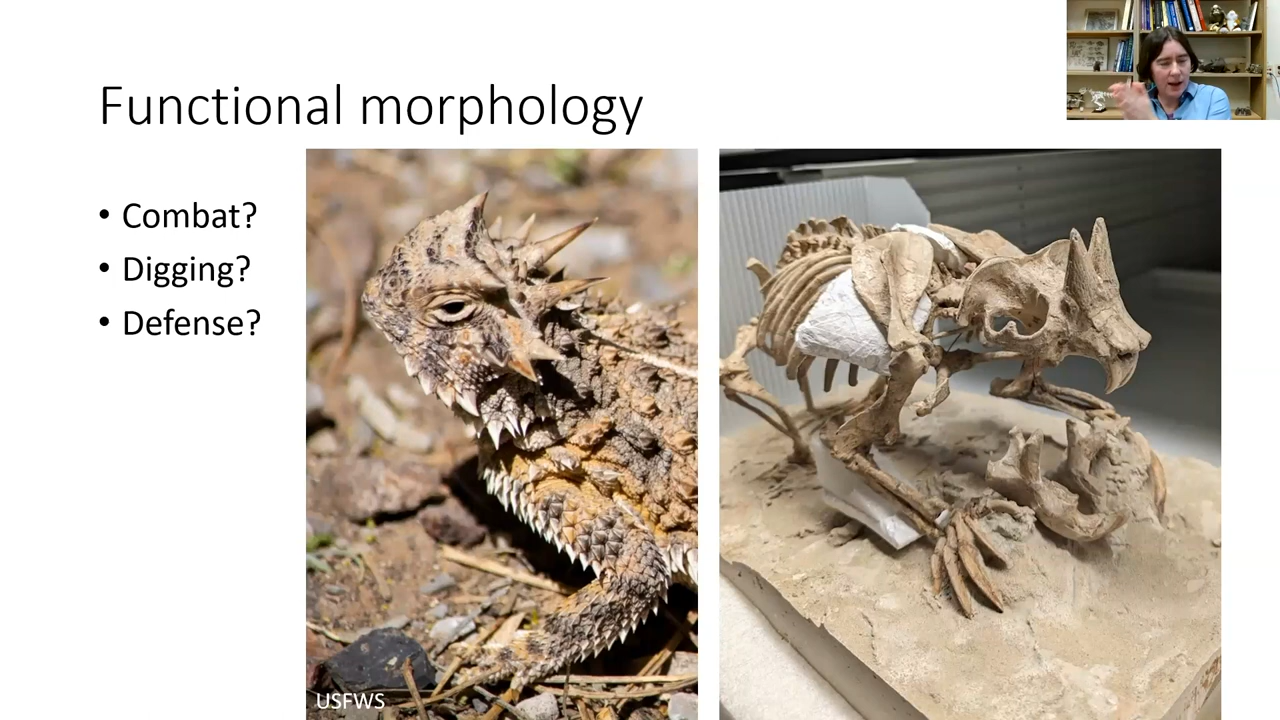 Functional morphology
• Combat?
• Digging?
• Defense?
USFWS